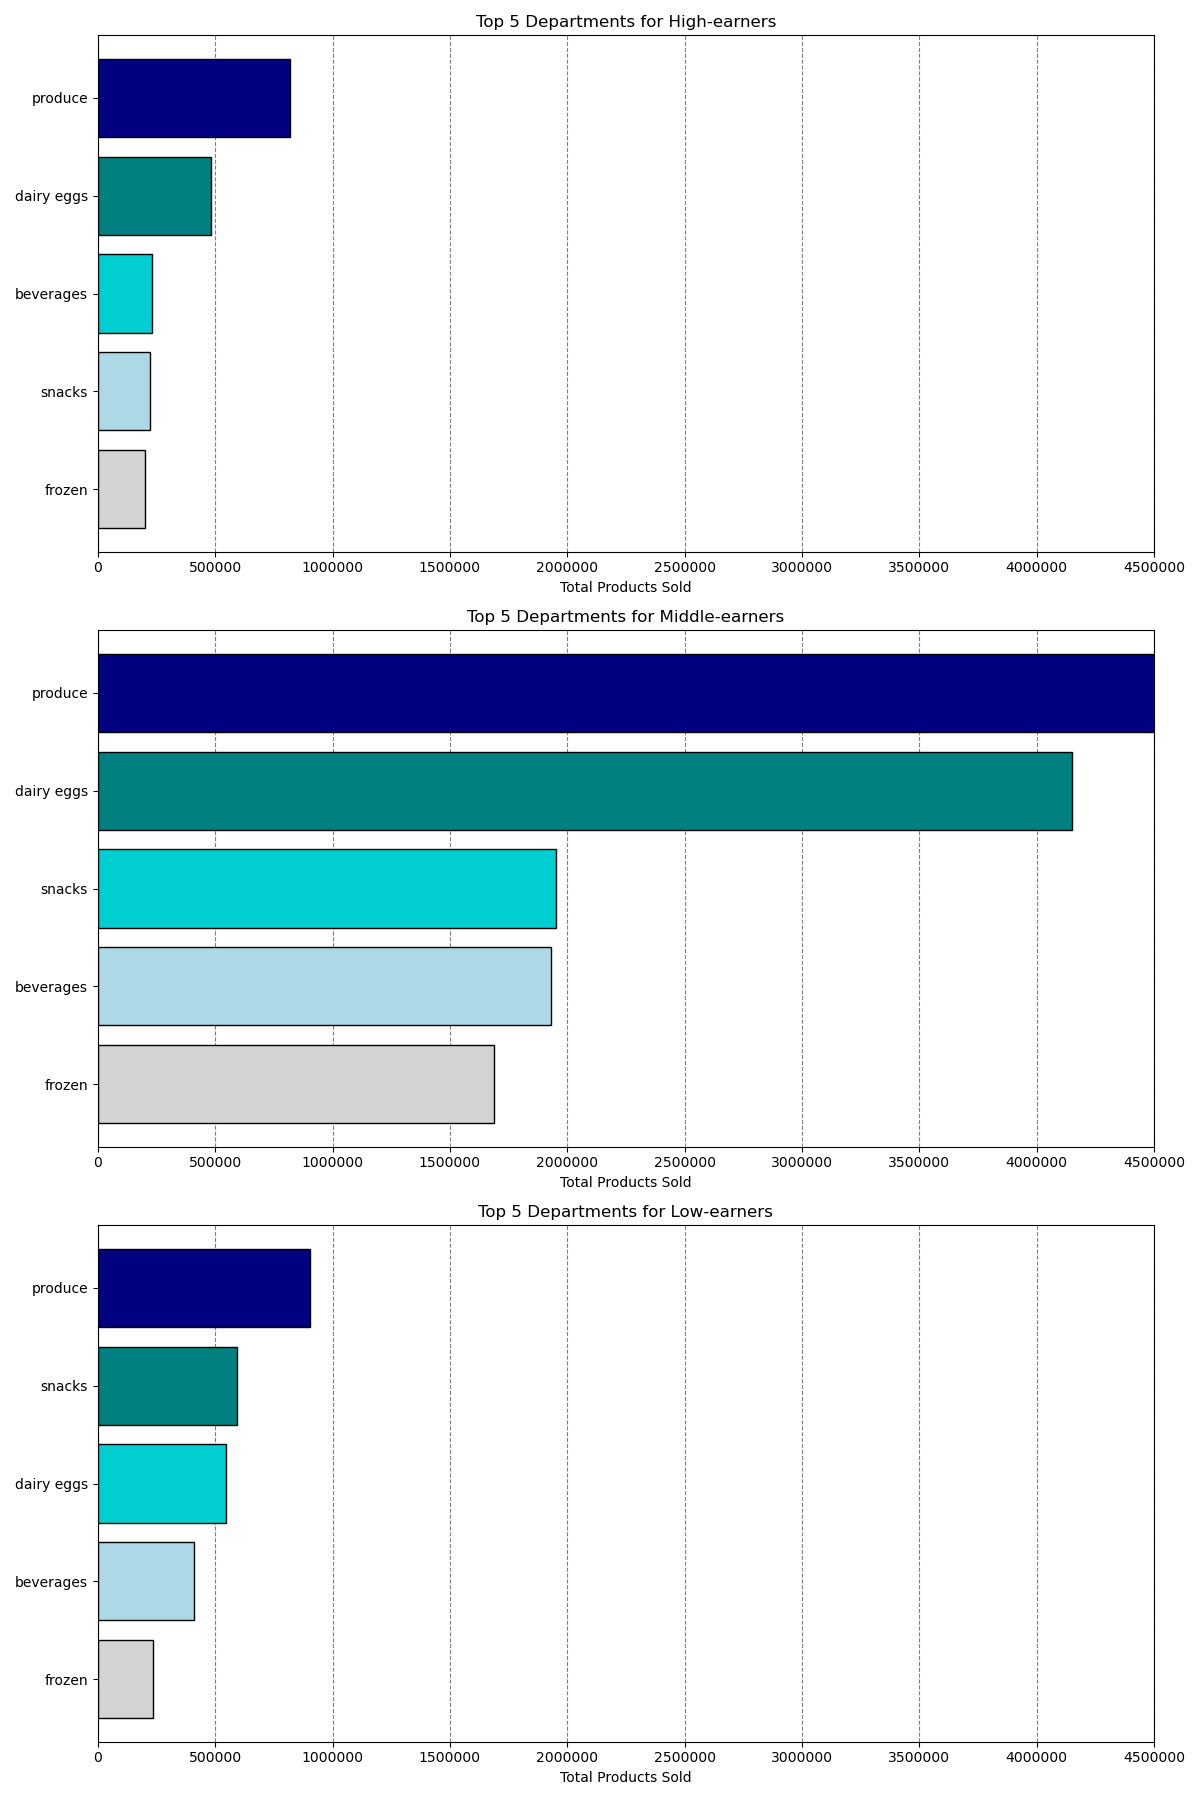 Top 5 Departments for High-earners
produce
dairy eggs
beverages
snacks
frozen
0 500000 1000000 1500000 2000000 2500000 3000000 3500000 4000000 4500000
Total Products Sold
Top 5 Departments for Middle-earners
produce
dairy eggs
snacks
beverages
frozen
0 500000 1000000 1500000 2000000 2500000 3000000 3500000 4000000 4500000
Total Products Sold
Top 5 Departments for Low-earners
produce
snacks
dairy eggs
beverages
frozen
0 500000 1000000 1500000 2000000 2500000 3000000 3500000 4000000 4500000
Total Products Sold